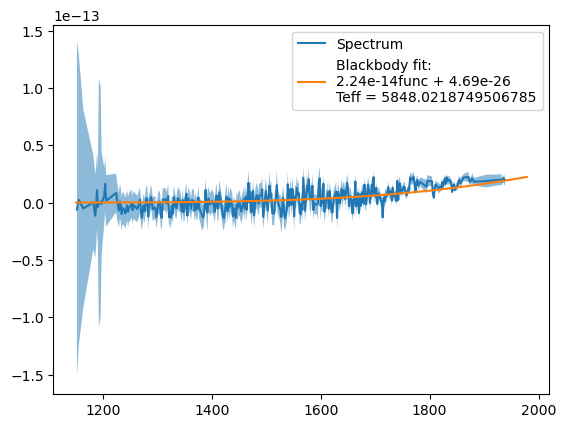 1e−13
1.5
1.0
0.5
0.0
−0.5
−1.0
−1.5
1200
1400
1600
1800
2000
Spectrum
Blackbody fit:
2.24e-14func + 4.69e-26
Teff = 5848.0218749506785